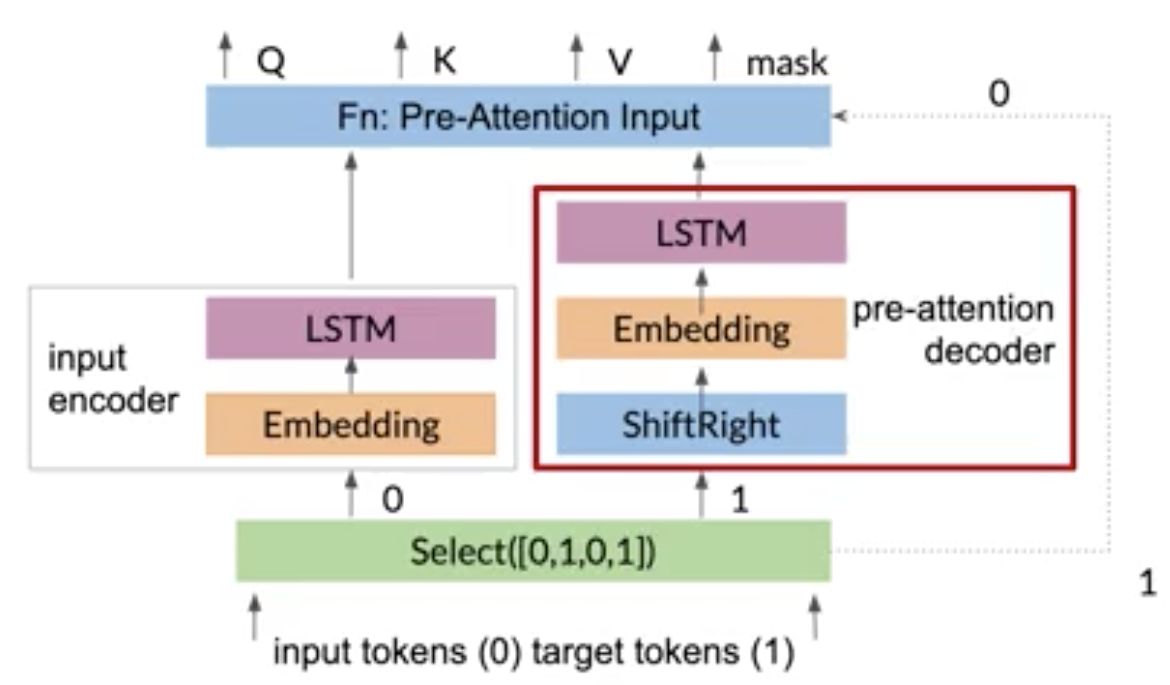 Q K V mask
Fn: Pre-Attention Input
0
LSTM
Embedding
ShiftRight
pre-attention
decoder
input
encoder
LSTM
Embedding
0
1
Select([0,1,0,1])
1
input tokens (0) target tokens (1)